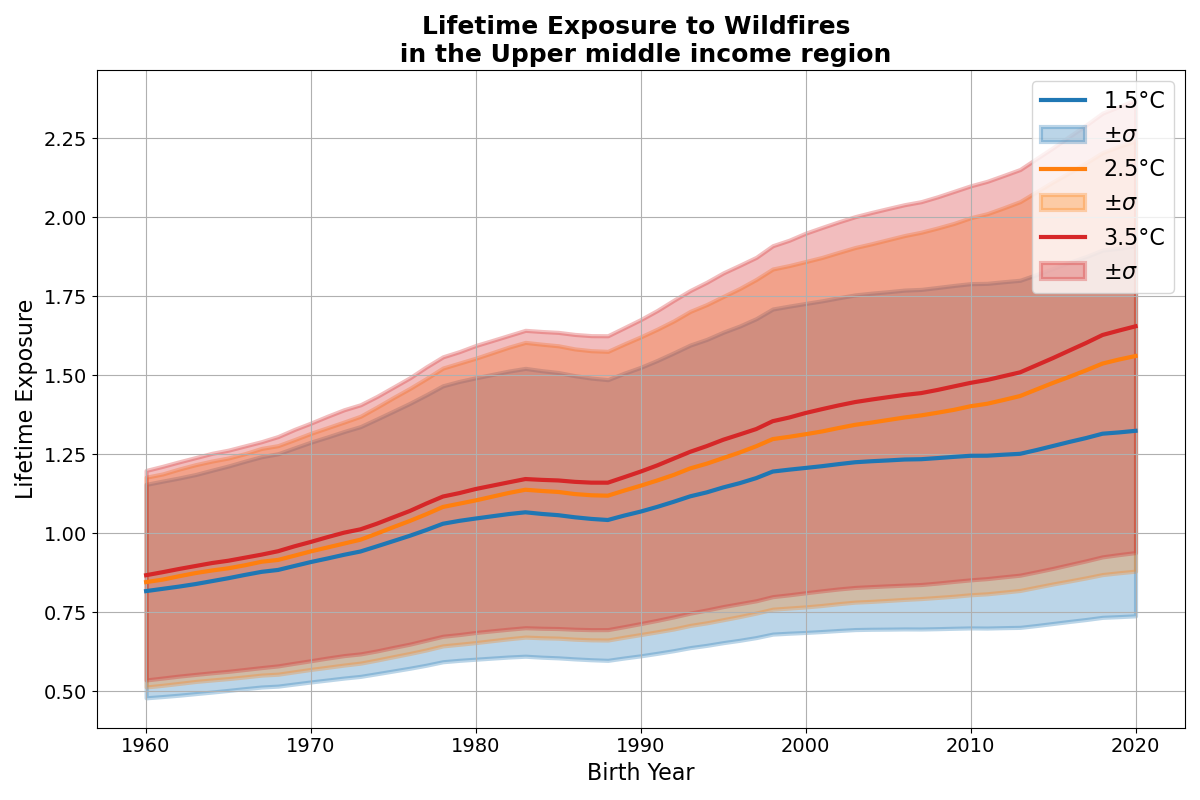 Lifetime Exposure to Wildfires
in the Upper middle income region
1.5°C
±σ
2.5°C
±σ
3.5°C
±σ
Lifetime Exposure
2.25
2.00
1.75
1.50
1.25
1.00
0.75
0.50
1960 1970 1980 1990 2000 2010 2020
Birth Year